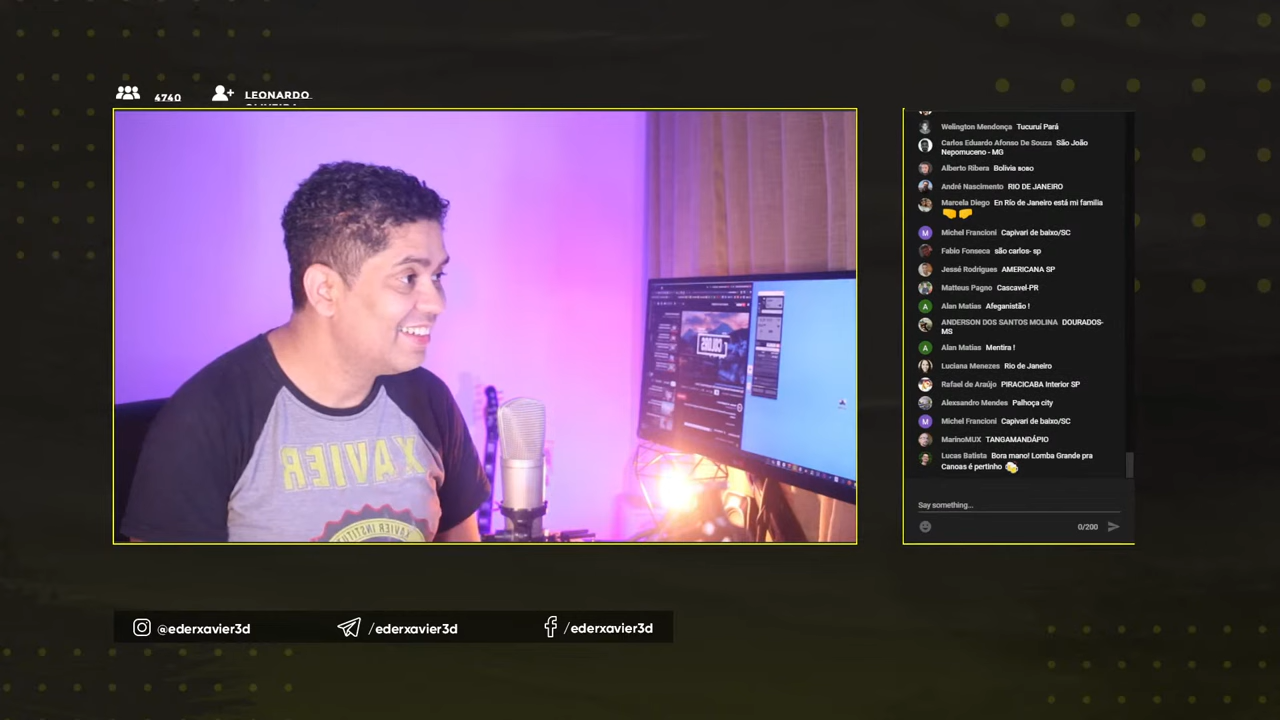 4740
LEONARDO
Welington Mendonça Tucuruí Pará
Carlos Eduardo Afonso De Souza São João
Nepomuceno - MG
Alberto Ribera Bolivia
André Nascimento RIO DE JANEIRO
Marcela Diego En Río de Janeiro está mi familia
Michel Francioni Capivari de baixo/SC
Fabio Fonseca são carlos- sp
Jessé Rodrigues AMERICANA SP
Matteus Pagno Cascavel-PR
Alan Matias Afeganistão !
ANDERSON DOS SANTOS MOLINA DOURADOS-
MS
Alan Matias Mentira !
Luciana Menezes Rio de Janeiro
Rafael de Araújo PIRACICABA Interior SP
Alexsandro Mendes Palhoça city
Michel Francioni Capivari de baixo/SC
MarinoMUX TANGAMANDÁPIO
Lucas Batista Bora mano! Lomba Grande pra
Canoas é pertinho
Say something...
0/200
XAVIER
XAVIER
COLORS
@ederxavier3d
/ederxavier3d
/ederxavier3d